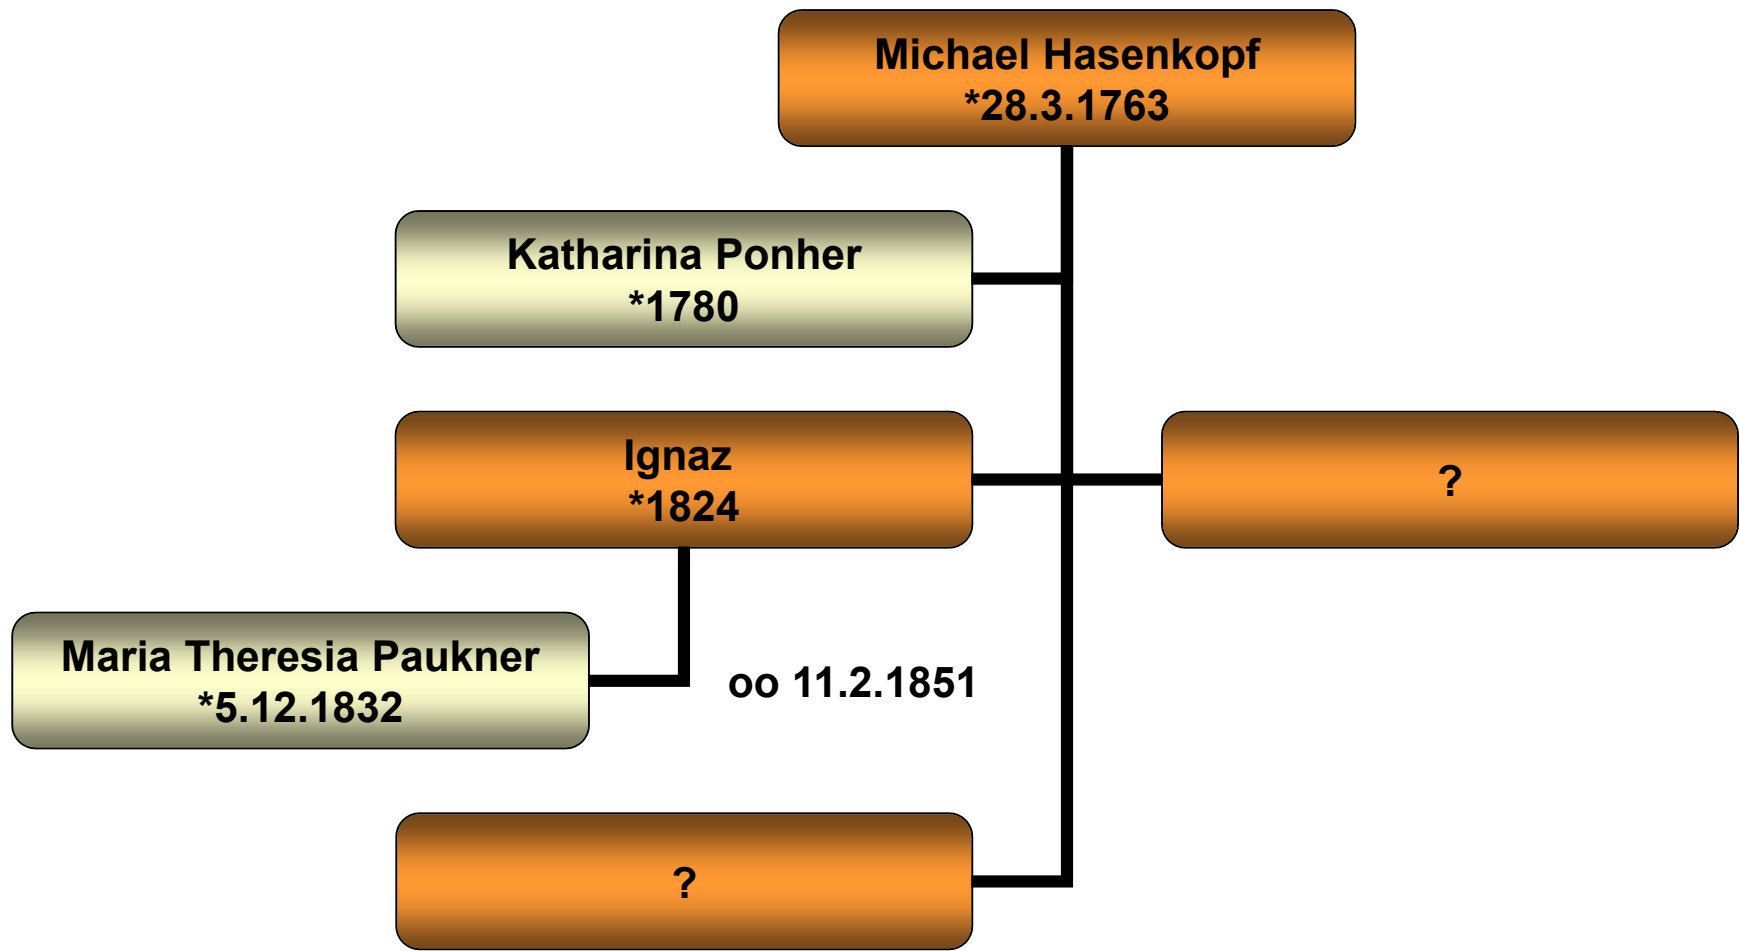 Michael Hasenkopf
*28.3.1763
Katharina Ponher
*1780
Ignaz
*1824
?
Maria Theresia Paukner
*5.12.1832
oo 11.2.1851
?